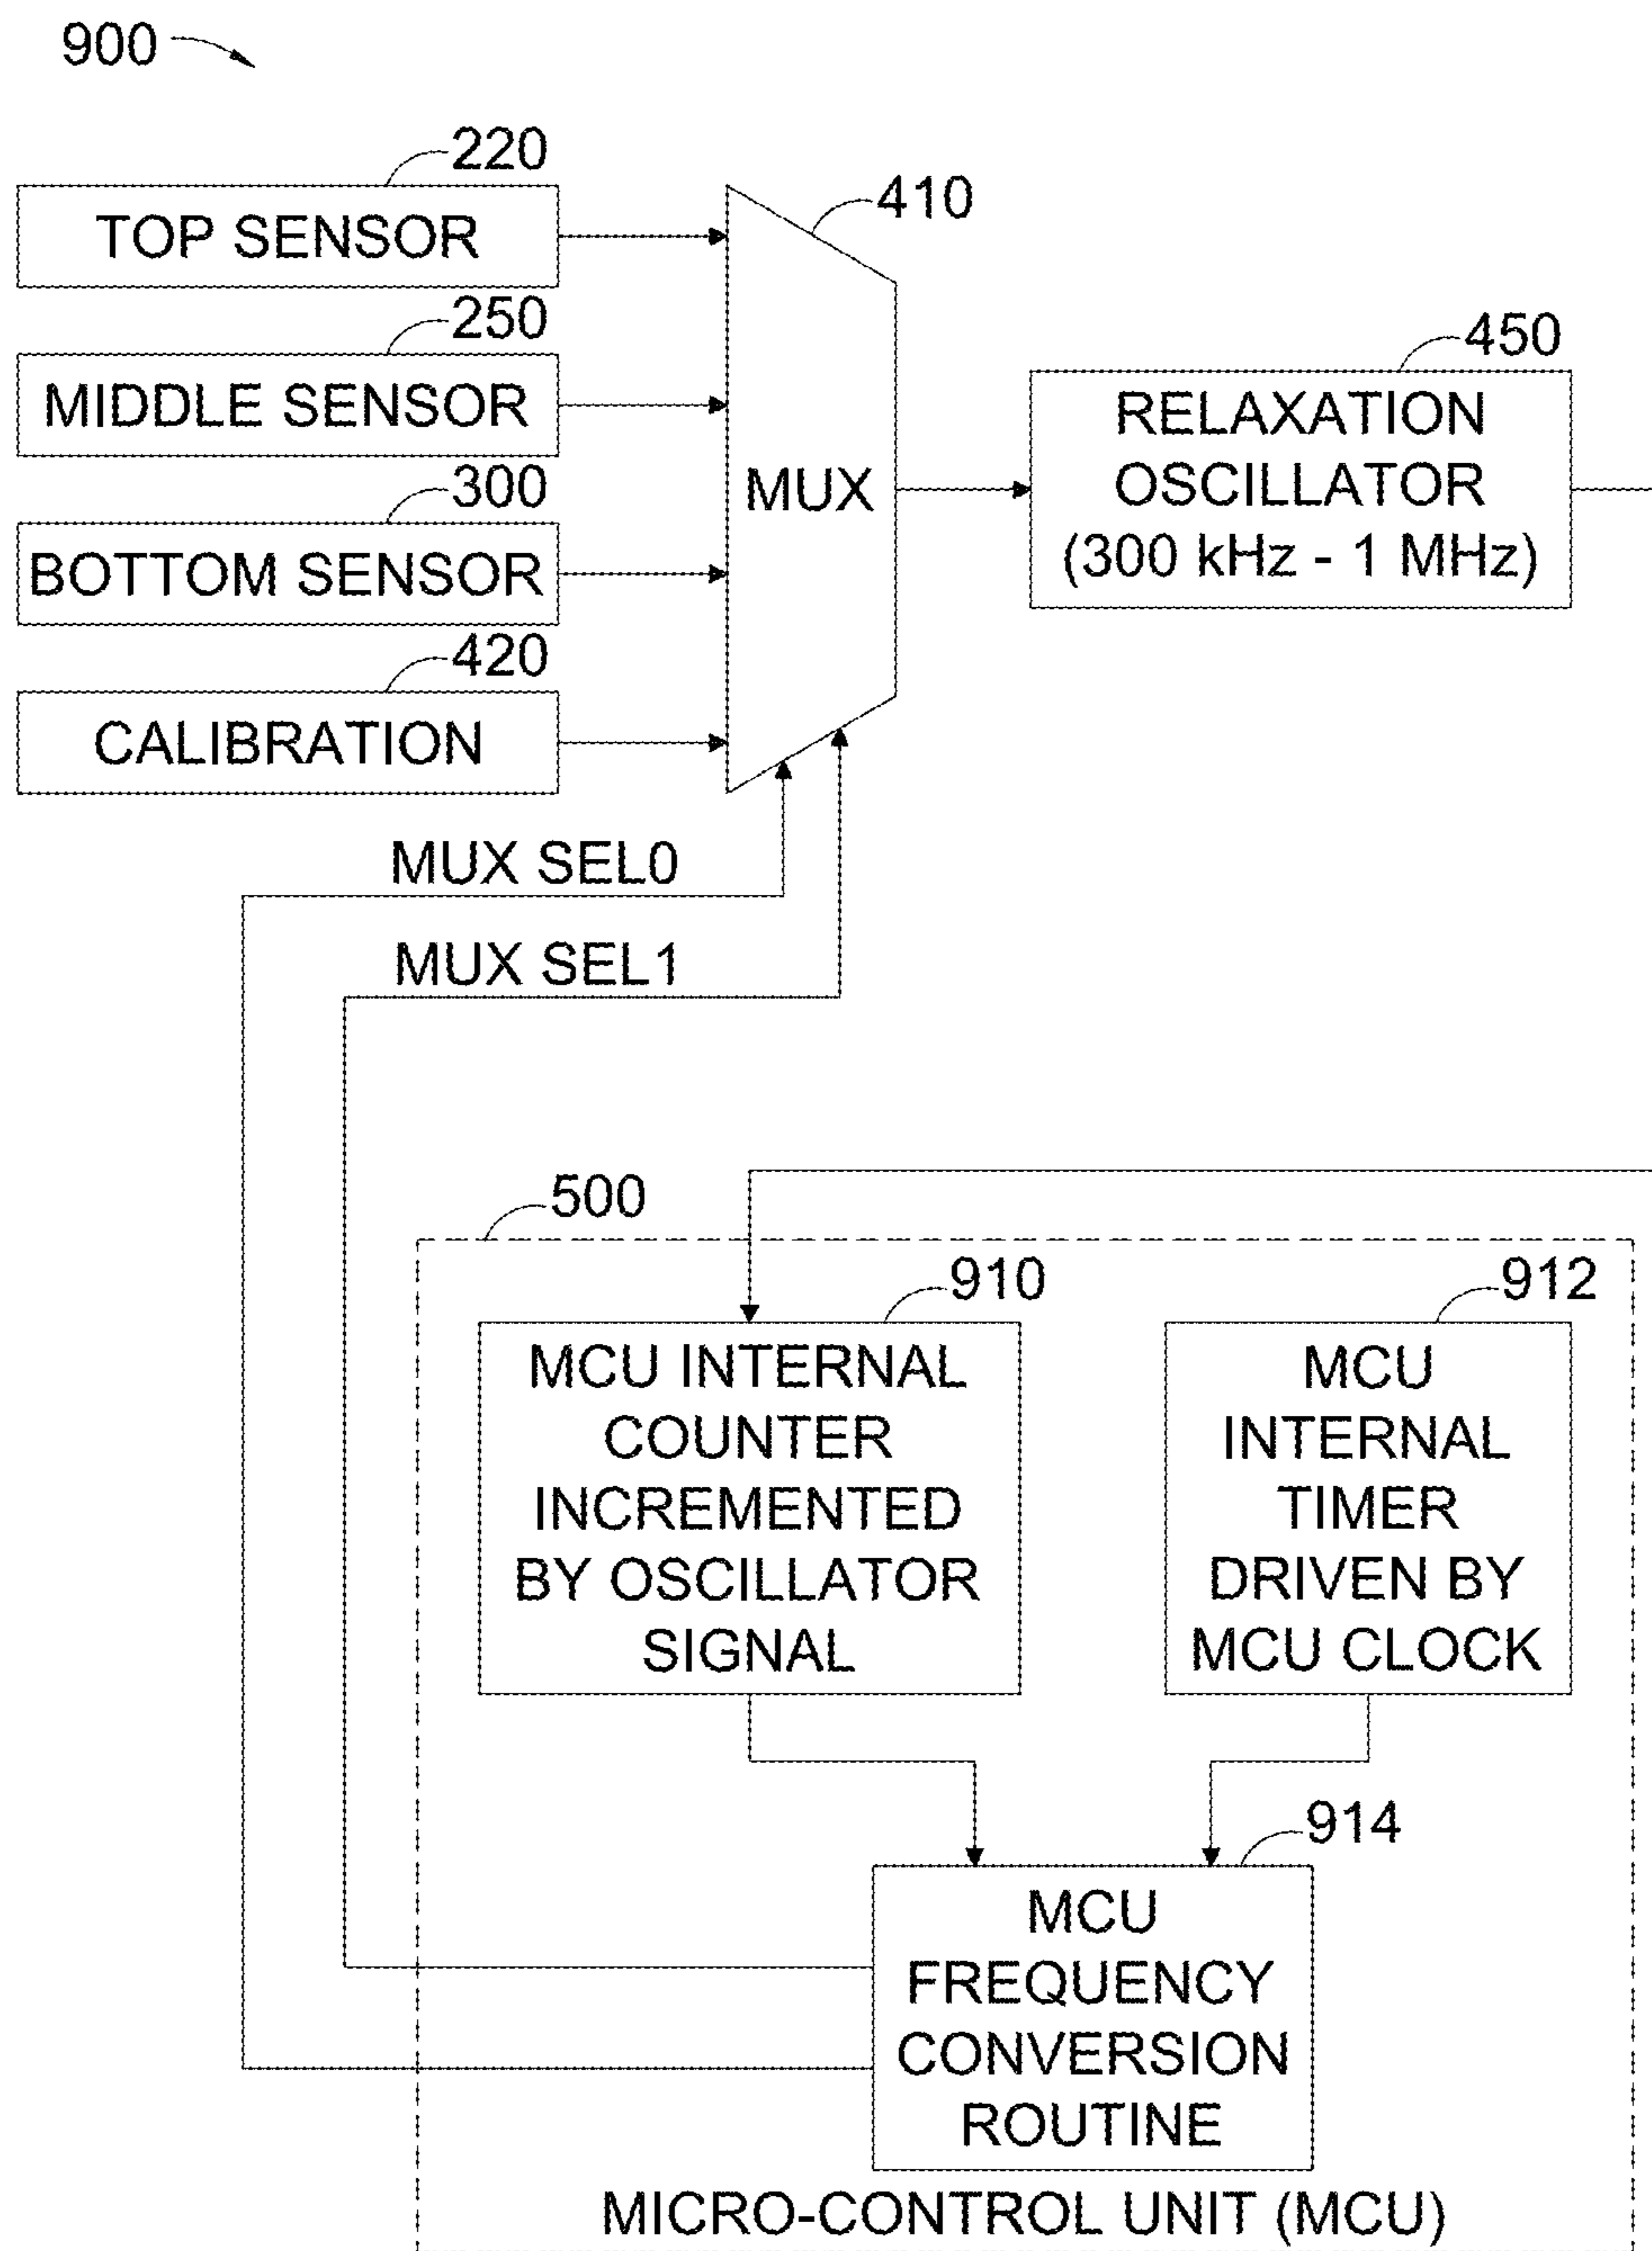 900
220
TOP SENSOR
410
250
MIDDLE SENSOR
450
RELAXATION
OSCILLATOR
(300 kHz - 1 MHz)
MUX
300
BOTTOM SENSOR
420
CALIBRATION
MUX SEL0
MUX SEL1
500
910
MCU INTERNAL
COUNTER
INCREMENTED
BY OSCILLATOR
SIGNAL
912
MCU
INTERNAL
TIMER
DRIVEN BY
MCU CLOCK
914
MCU
FREQUENCY
CONVERSION
ROUTINE
MICRO-CONTROL UNIT (MCU)